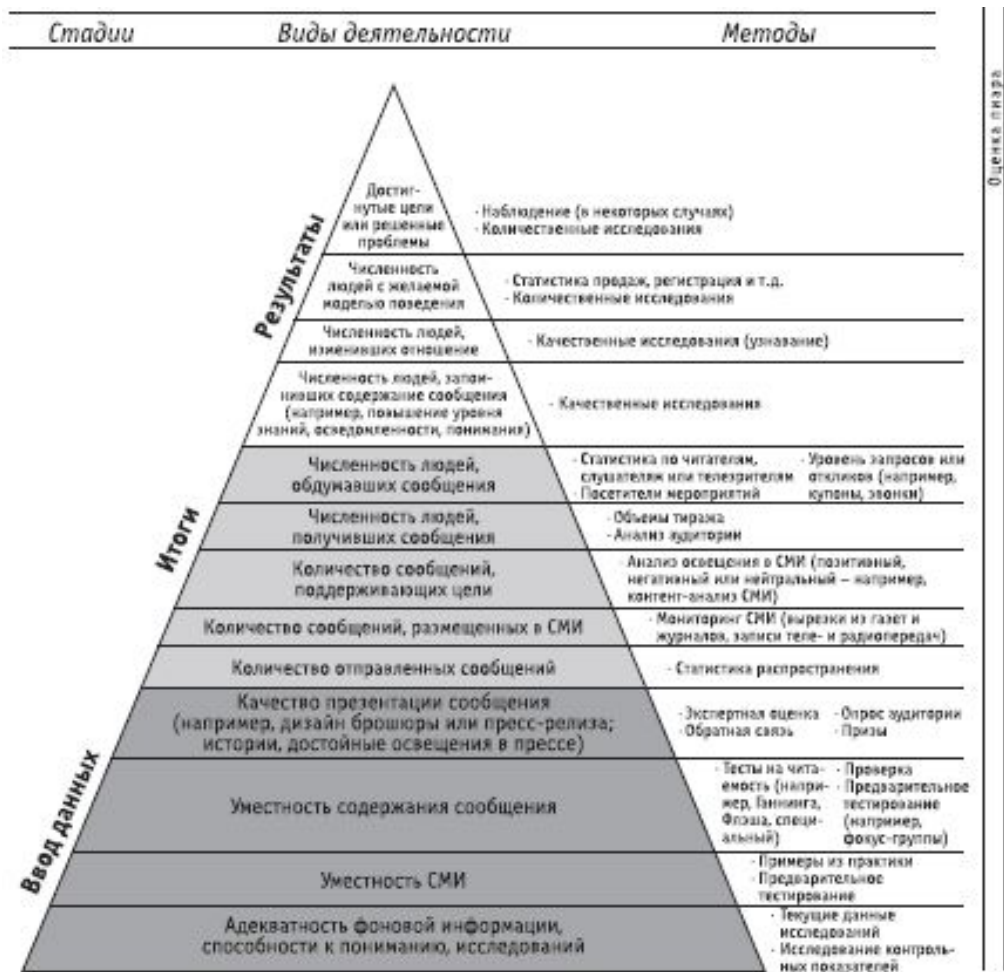 Стадии Виды деятельности Методы
Оценка пиара
Результаты
Достиг-
нутые цели
или решенные
проблемы
· Наблюдение (в некоторых случаях)
· Количественные исследования
Численность
людей с желаемой
моделью поведения
· Статистика продаж, регистрация и т.д.
· Количественные исследования
Численность людей,
изменивших отношение
· Качественные исследования (узнавание)
Численность людей, запом-
нивших содержание сообщения
(например, повышение уровня
знаний, осведомленности, понимания)
· Качественные исследования
Итоги
Численность людей,
обдумавших сообщения
· Статистика по читателям,
слушателям или телезрителям
· Посетители мероприятий
· Уровень запросов или
откликов (например,
купоны, звонки)
Численность людей,
получивших сообщения
· Объемы тиража
· Анализ аудитории
Количество сообщений,
поддерживающих цели
· Анализ освещения в СМИ (позитивный,
негативный или нейтральный – например,
контент-анализ СМИ)
Количество сообщений, размещенных в СМИ
· Мониторинг СМИ (вырезки из газет и
журналов, записи теле- и радиопередач)
Количество отправленных сообщений
· Статистика распространения
Ввод данных
Качество презентации сообщения
(например, дизайн брошюры или пресс-релиза;
истории, достойные освещения в прессе)
· Экспертная оценка · Опрос аудитории
· Обратная связь · Призы
Уместность содержания сообщения
· Тесты на чита-
емость (напри-
мер, Ганнинга,
Флэша, специ-
альный)
· Проверка
· Предварительное
тестирование
(например,
фокус-группы)
Уместность СМИ
· Примеры из практики
· Предварительное
тестирование
Адекватность фоновой информации,
способности к пониманию, исследований
· Текущие данные
исследований
· Исследование контроль-
ных показателей